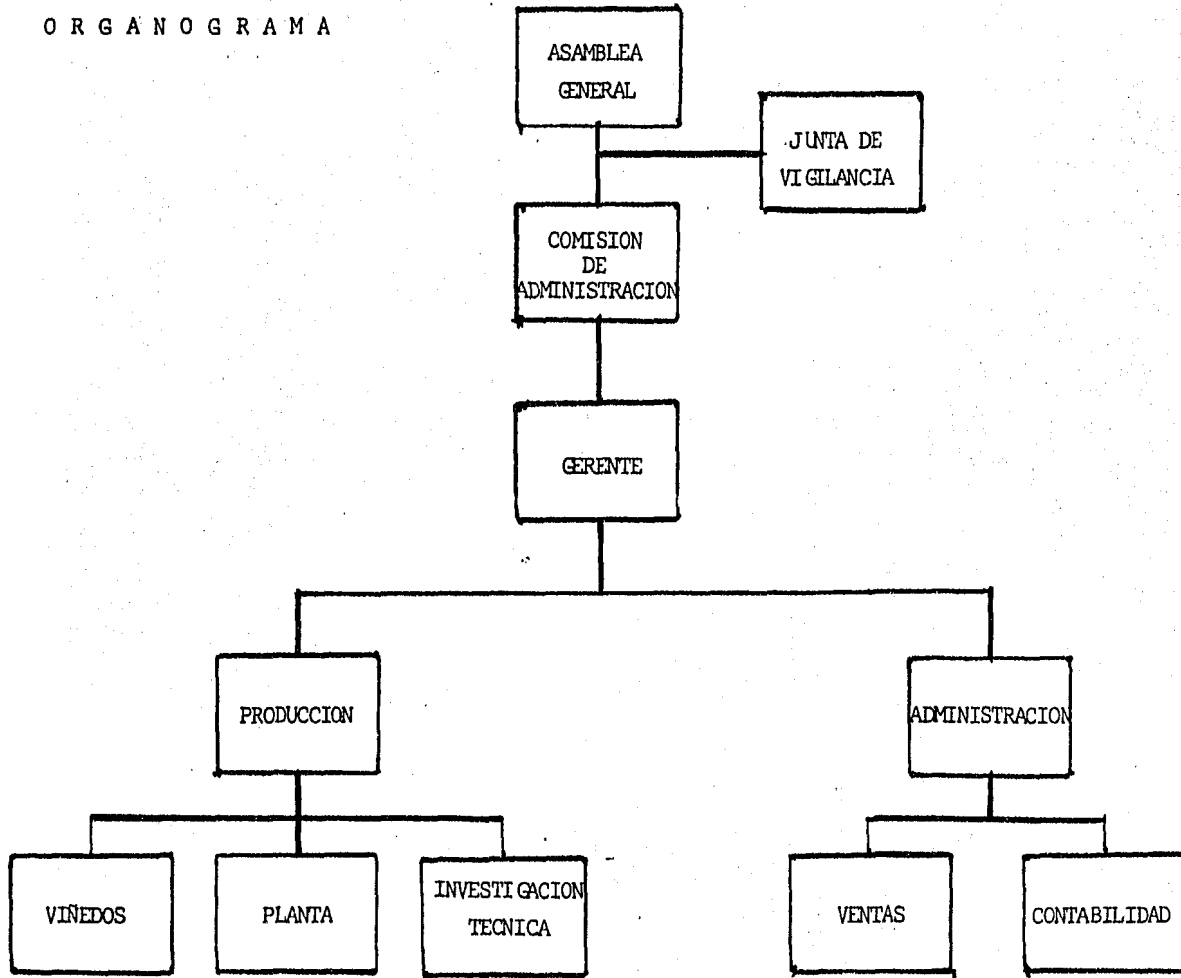 O R G A N O G R A M A
ASAMBLEA
GENERAL
JUNTA DE
VIGILANCIA
COMISION
DE
ADMINISTRACION
GERENTE
PRODUCCION
ADMINISTRACION
VIÑEDOS
PLANTA
INVESTIGACION
TECNICA
VENTAS
CONTABILIDAD